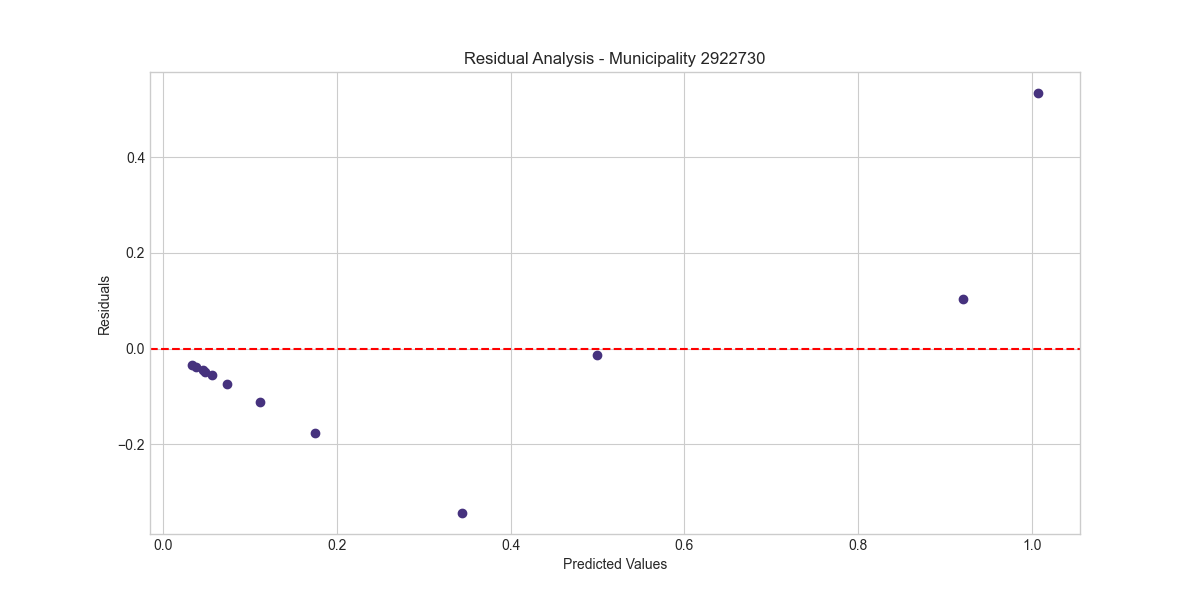 Residual Analysis - Municipality 2922730
Residuals
0.4
0.2
0.0
−0.2
0.0 0.2 0.4 0.6 0.8 1.0
Predicted Values